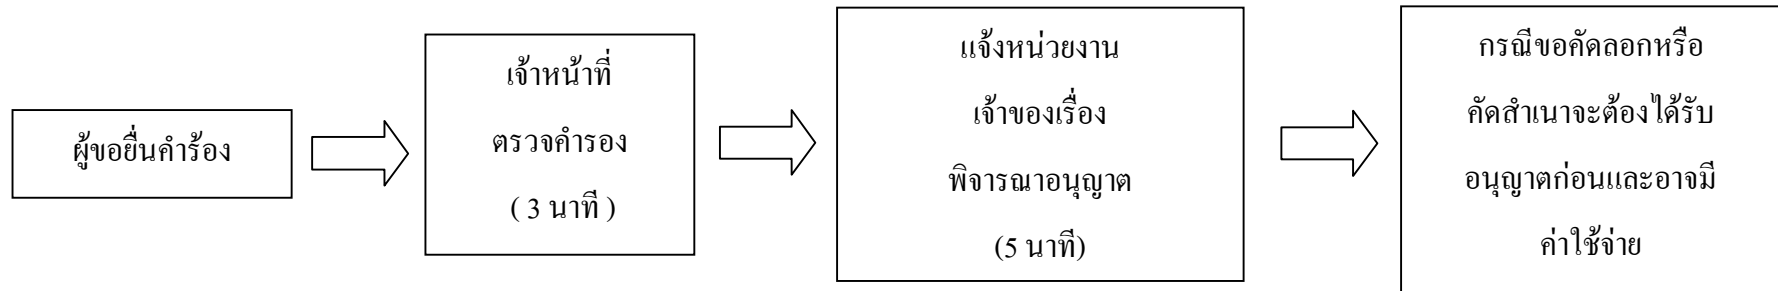 ผู้ขอยื่นคำร้อง
เจ้าหน้าที่
ตรวจคำรอง
( 3 นาที )
แจ้งหน่วยงาน
เจ้าของเรื่อง
พิจารณาอนุญาต
(5 นาที)
กรณีขอคัดลอกหรือ
คัดสำเนาจะต้องได้รับ
อนุญาตก่อนและอาจมี
ค่าใช้จ่าย